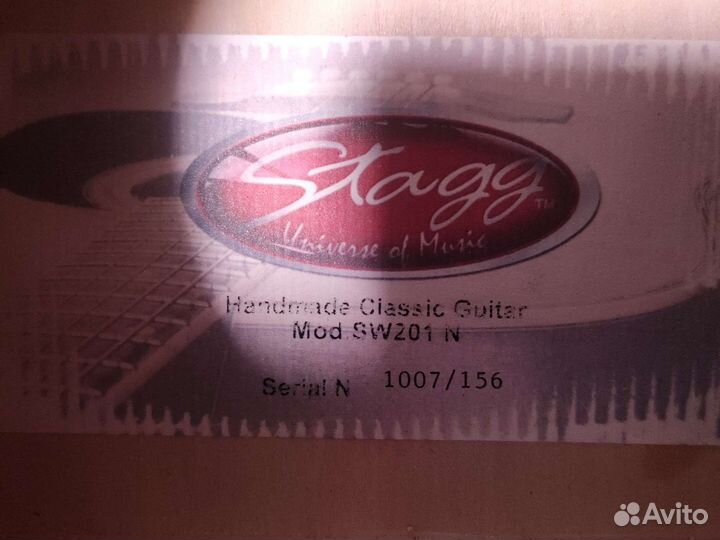 Stagg
TM
Universe of Music
Handmade Classic Guitar
Mod.SW201 N
Serial N 1007/156
Avito